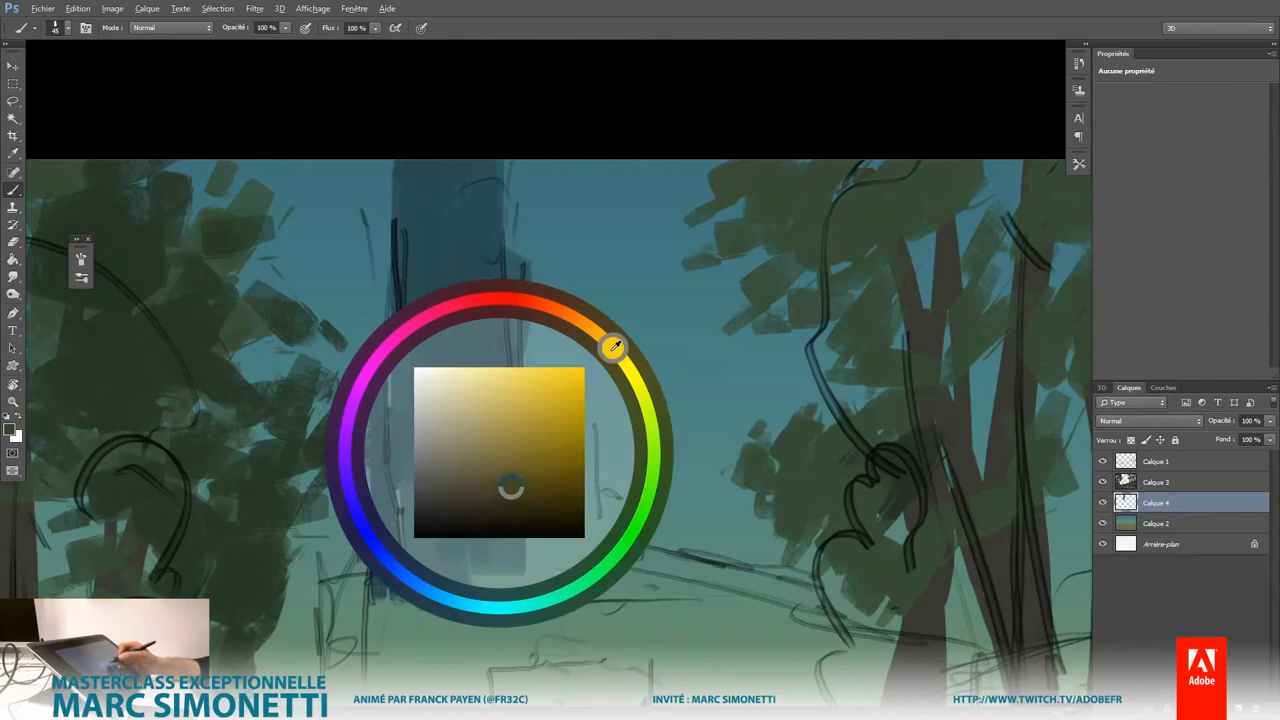 Ps Fichier Edition Image Calque Texte Sélection Filtre 3D Affichage Fenêtre Aide
45 Mode : Normal Opacité : 100 % Flux : 100 % 3D
Propriétés
Aucune propriété
A
T
3D Calques Couches
Type
Normal Opacité : 100 %
Verrou : Fond : 100 %
Calque 1
Calque 3
Calque 4
Calque 2
Arrière-plan
MASTERCLASS EXCEPTIONNELLE
MARC SIMONETTI
ANIMÉ PAR FRANCK PAYEN (@FR32C)
INVITÉ : MARC SIMONETTI
HTTP://WWW.TWITCH.TV/ADOBEFR
Adobe